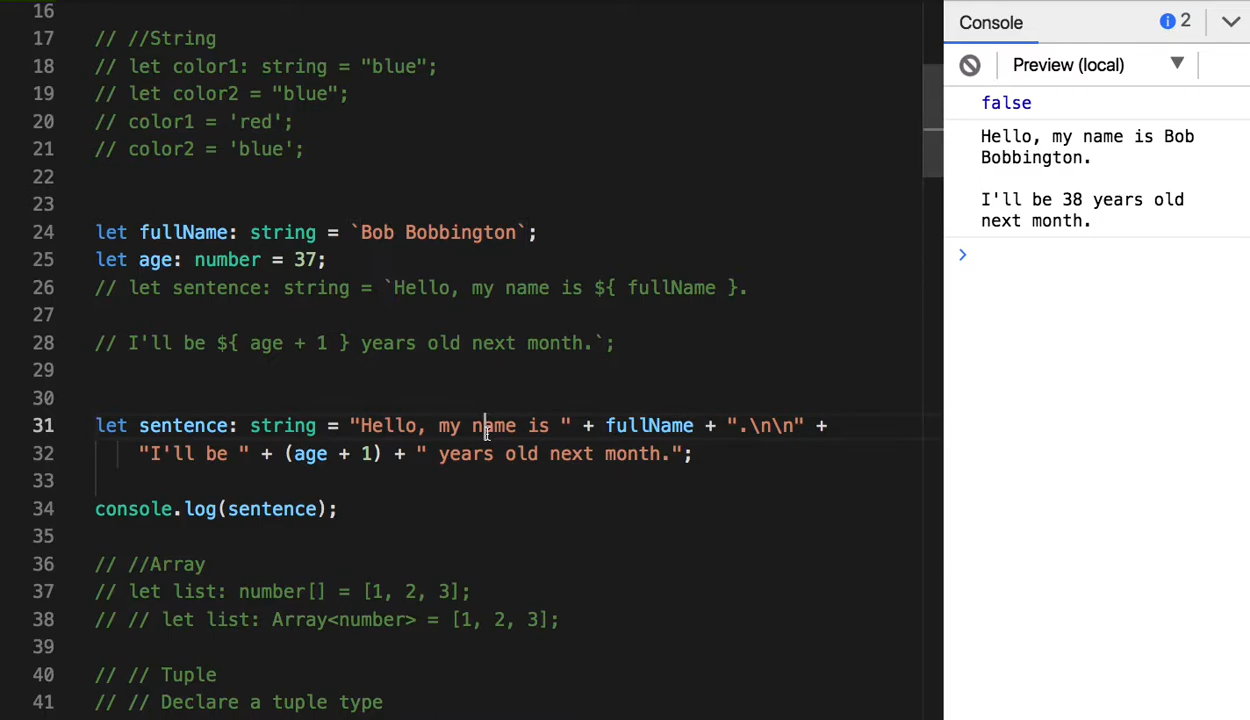 16
17 // //String
18 // let color1: string = "blue";
19 // let color2 = "blue";
20 // color1 = 'red';
21 // color2 = 'blue';
22
23
24 let fullName: string = `Bob Bobbington`;
25 let age: number = 37;
26 // let sentence: string = `Hello, my name is ${ fullName }.
27
28 // I'll be ${ age + 1 } years old next month.`;
29
30
31 let sentence: string = "Hello, my name is " + fullName + ".\n\n" +
32 "I'll be " + (age + 1) + " years old next month.";
33
34 console.log(sentence);
35
36 // //Array
37 // let list: number[] = [1, 2, 3];
38 // // let list: Array<number> = [1, 2, 3];
39
40 // // Tuple
41 // // Declare a tuple type
Console 2
Preview (local)
false
Hello, my name is Bob
Bobbington.
I'll be 38 years old
next month.